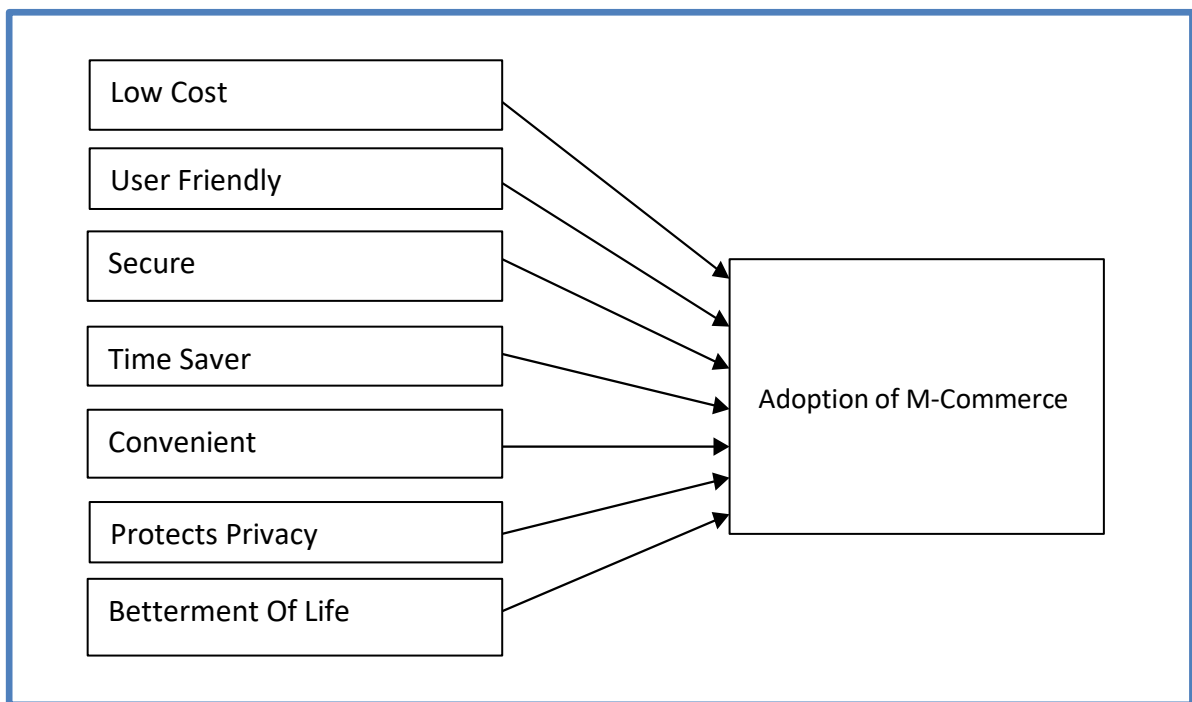 Low Cost
User Friendly
Secure
Time Saver
Convenient
Protects Privacy
Betterment Of Life
Adoption of M-Commerce